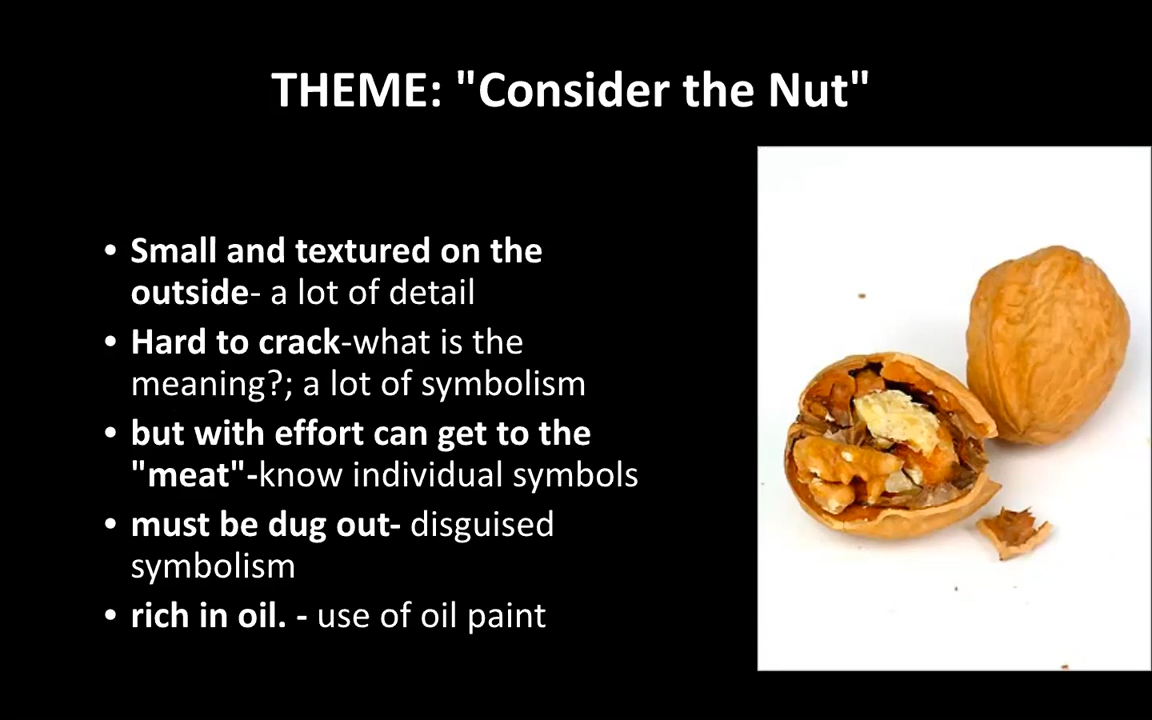 THEME: "Consider the Nut"
• Small and textured on the
outside- a lot of detail
• Hard to crack-what is the
meaning?; a lot of symbolism
• but with effort can get to the
"meat"-know individual symbols
• must be dug out- disguised
symbolism
• rich in oil. - use of oil paint